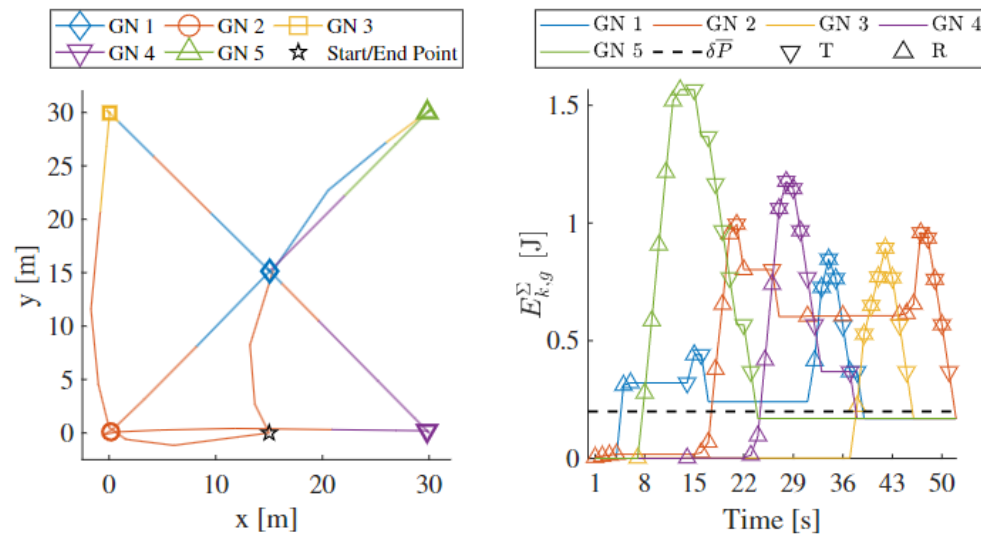 GN 1 GN 2 GN 3
GN 4 GN 5 Start/End Point
30
25
20
15
10
5
0
y [m]
0 10 20 30
x [m]
GN 1 GN 2 GN 3 GN 4
GN 5 δP̅ T R
1.5
1
0.5
0
E^Σ_{k,g} [J]
1 8 15 22 29 36 43 50
Time [s]